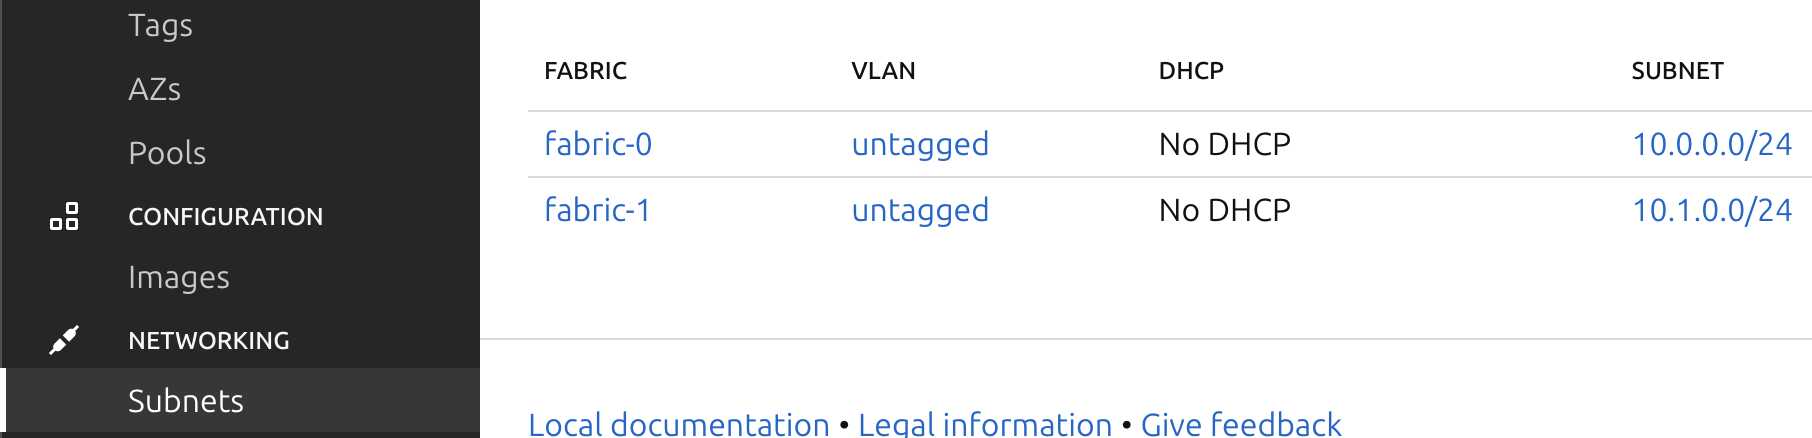 Tags
AZs
Pools
CONFIGURATION
Images
NETWORKING
Subnets
FABRIC VLAN DHCP SUBNET
fabric-0 untagged No DHCP 10.0.0.0/24
fabric-1 untagged No DHCP 10.1.0.0/24
Local documentation • Legal information • Give feedback